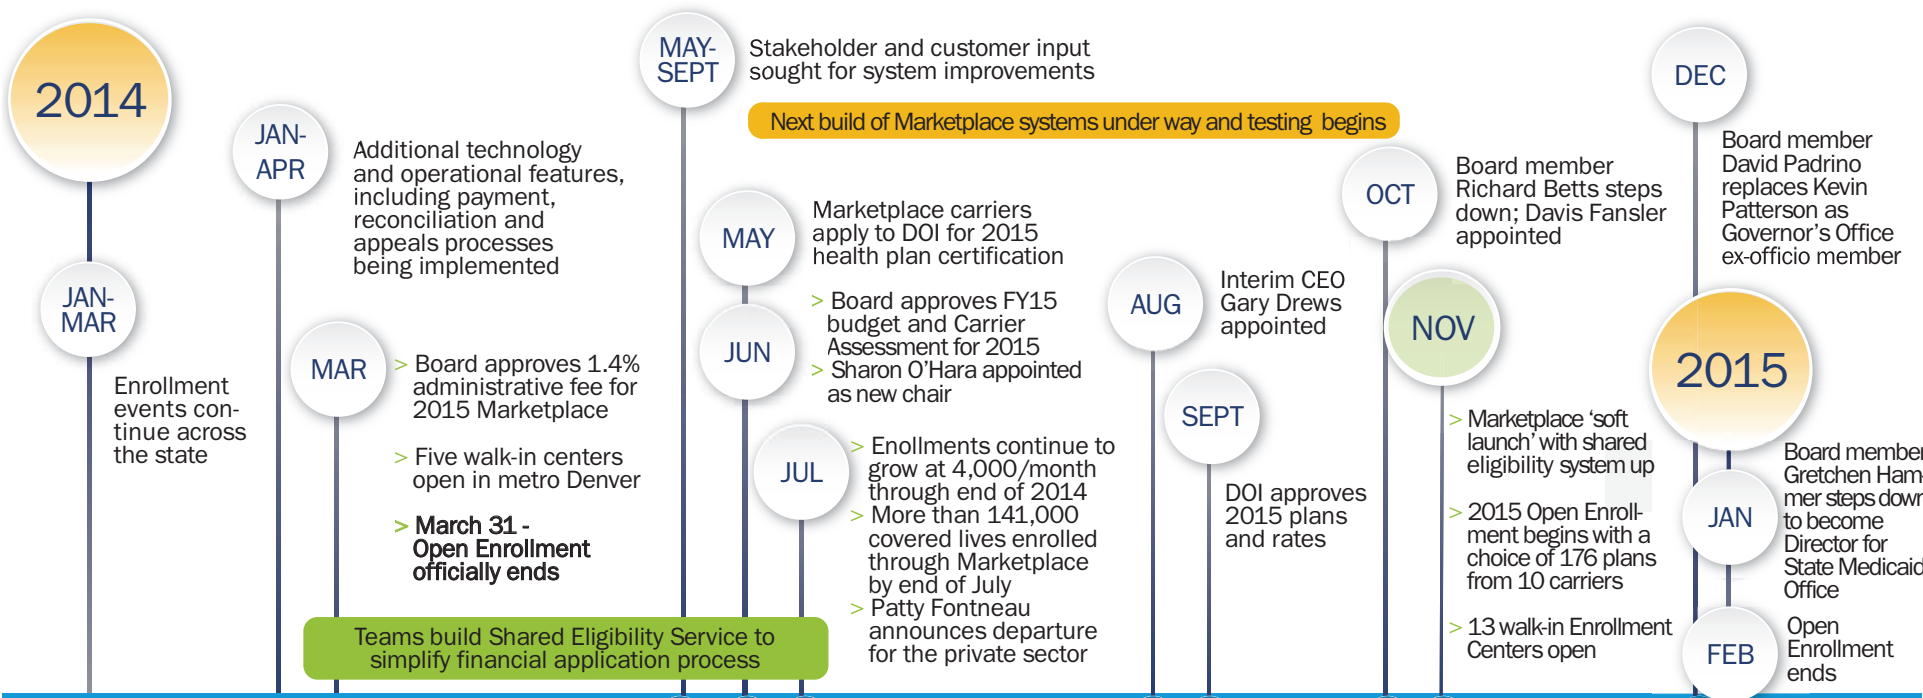 2014
JAN-
MAR
Enrollment
events con-
tinue across
the state
JAN-
APR
Additional technology
and operational features,
including payment,
reconciliation and
appeals processes
being implemented
MAR
> Board approves 1.4%
administrative fee for
2015 Marketplace
> Five walk-in centers
open in metro Denver
> March 31 -
Open Enrollment
officially ends
Teams build Shared Eligibility Service to
simplify financial application process
MAY-
SEPT
Stakeholder and customer input
sought for system improvements
Next build of Marketplace systems under way and testing begins
MAY
Marketplace carriers
apply to DOI for 2015
health plan certification
JUN
> Board approves FY15
budget and Carrier
Assessment for 2015
> Sharon O'Hara appointed
as new chair
JUL
> Enollments continue to
grow at 4,000/month
through end of 2014
> More than 141,000
covered lives enrolled
through Marketplace
by end of July
> Patty Fontneau
announces departure
for the private sector
AUG
Interim CEO
Gary Drews
appointed
SEPT
DOI approves
2015 plans
and rates
OCT
Board member
Richard Betts steps
down; Davis Fansler
appointed
NOV
> Marketplace ‘soft
launch’ with shared
eligibility system up
> 2015 Open Enroll-
ment begins with a
choice of 176 plans
from 10 carriers
> 13 walk-in Enrollment
Centers open
DEC
Board member
David Padrino
replaces Kevin
Patterson as
Governor’s Office
ex-officio member
2015
JAN
Board member
Gretchen Ham-
mer steps down
to become
Director for
State Medicaid
Office
FEB
Open
Enrollment
ends